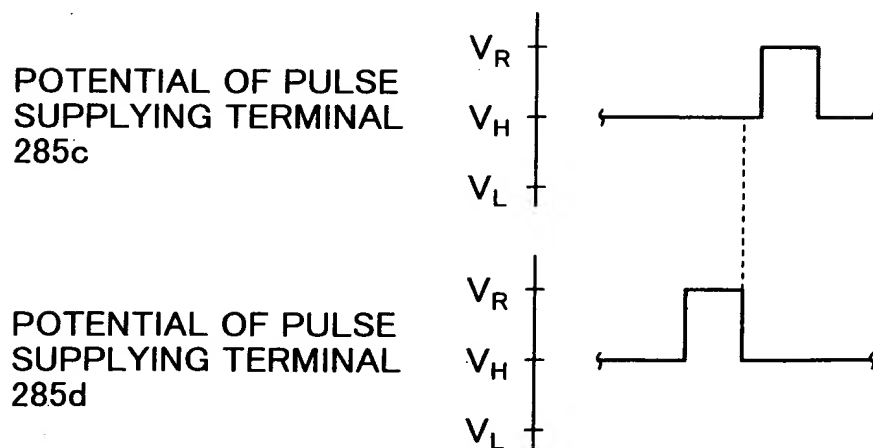 V_R
POTENTIAL OF PULSE
SUPPLYING TERMINAL
285c
V_H
V_L
V_R
POTENTIAL OF PULSE
SUPPLYING TERMINAL
285d
V_H
V_L